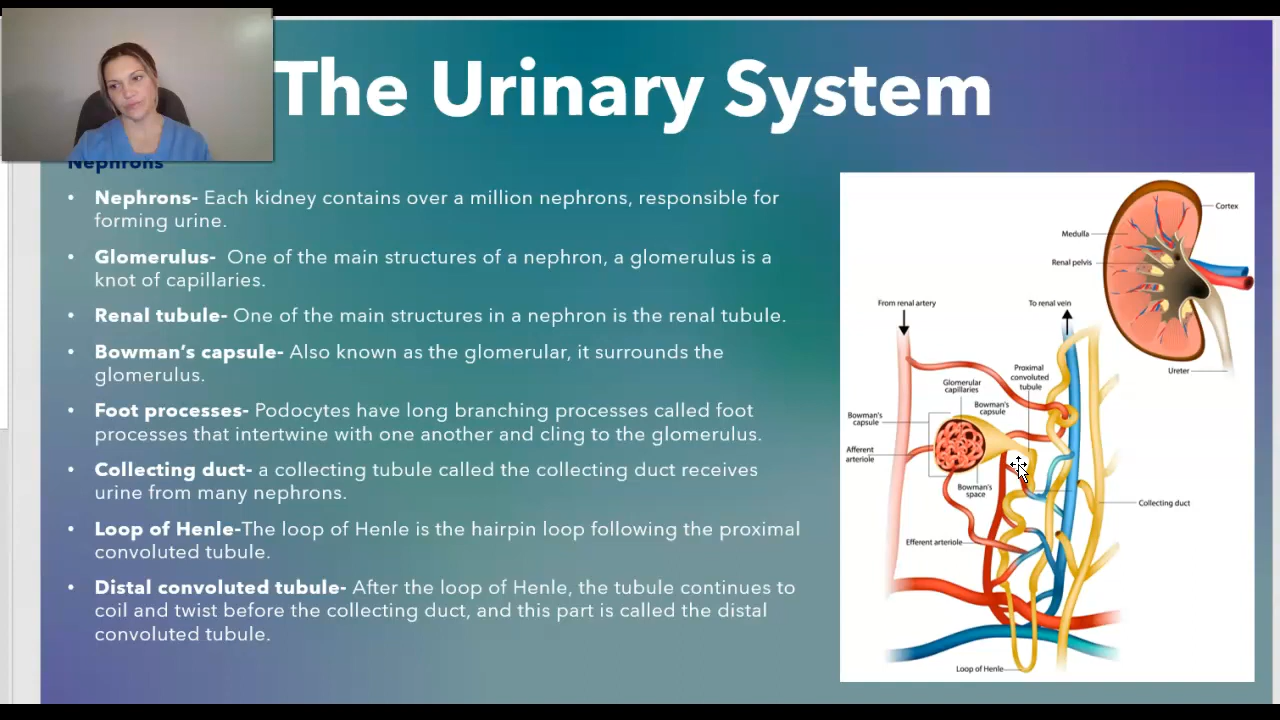 The Urinary System
Nephrons
• Nephrons- Each kidney contains over a million nephrons, responsible for
forming urine.
• Glomerulus- One of the main structures of a nephron, a glomerulus is a
knot of capillaries.
• Renal tubule- One of the main structures in a nephron is the renal tubule.
• Bowman's capsule- Also known as the glomerular, it surrounds the
glomerulus.
• Foot processes- Podocytes have long branching processes called foot
processes that intertwine with one another and cling to the glomerulus.
• Collecting duct- a collecting tubule called the collecting duct receives
urine from many nephrons.
• Loop of Henle-The loop of Henle is the hairpin loop following the proximal
convoluted tubule.
• Distal convoluted tubule- After the loop of Henle, the tubule continues to
coil and twist before the collecting duct, and this part is called the distal
convoluted tubule.
Cortex
Medulla
Renal pelvis
From renal artery
To renal vein
Ureter
Proximal
convoluted
tubule
Glomerular
capillaries
Bowman's
capsule
Bowman's
capsule
Afferent
arteriole
Bowman's
space
Collecting duct
Efferent arteriole
Loop of Henle